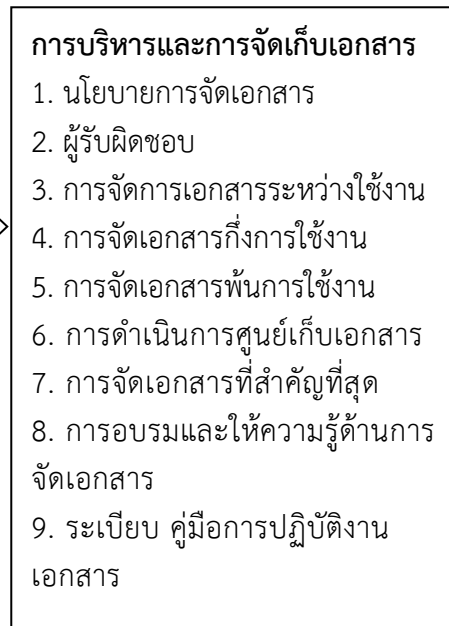 การบริหารและการจัดเก็บเอกสาร
1. นโยบายการจัดเอกสาร
2. ผู้รับผิดชอบ
3. การจัดการเอกสารระหว่างใช้งาน
4. การจัดเอกสารกึ่งการใช้งาน
5. การจัดเอกสารพ้นการใช้งาน
6. การดำเนินการศูนย์เก็บเอกสาร
7. การจัดเอกสารที่สำคัญที่สุด
8. การอบรมและให้ความรู้ด้านการ
จัดเอกสาร
9. ระเบียบ คู่มือการปฏิบัติงาน
เอกสาร